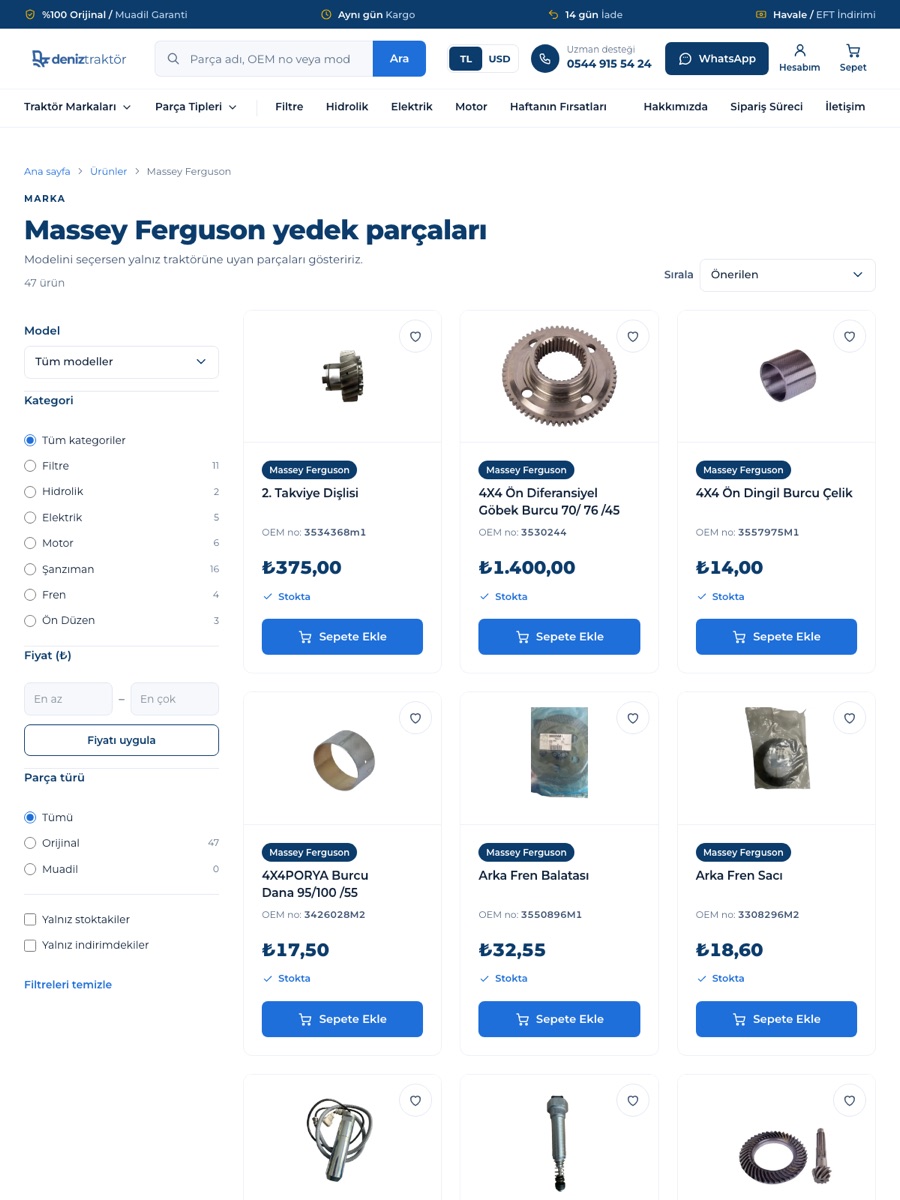 %100 Orijinal / Muadil Garanti
Aynı gün Kargo
14 gün İade
Havale / EFT İndirimi
deniztraktör
Parça adı, OEM no veya mod
Ara
TL
USD
Uzman desteği
0544 915 54 24
WhatsApp
Hesabım
Sepet
Traktör Markaları
Parça Tipleri
Filtre
Hidrolik
Elektrik
Motor
Haftanın Fırsatları
Hakkımızda
Sipariş Süreci
İletişim
Ana sayfa > Ürünler > Massey Ferguson
MARKA
Massey Ferguson yedek parçaları
Modelini seçersen yalnız traktörüne uyan parçaları gösteririz.
47 ürün
Sırala
Önerilen
Model
Tüm modeller
Kategori
Tüm kategoriler
Filtre 11
Hidrolik 2
Elektrik 5
Motor 6
Şanzıman 16
Fren 4
Ön Düzen 3
Fiyat (₺)
En az – En çok
Fiyatı uygula
Parça türü
Tümü
Orijinal 47
Muadil 0
Yalnız stoktakiler
Yalnız indirimdekiler
Filtreleri temizle
Massey Ferguson
2. Takviye Dişlisi
OEM no: 3534368m1
₺375,00
Stokta
Sepete Ekle
Massey Ferguson
4X4 Ön Diferansiyel
Göbek Burcu 70/ 76 /45
OEM no: 3530244
₺1.400,00
Stokta
Sepete Ekle
Massey Ferguson
4X4 Ön Dingil Burcu Çelik
OEM no: 3557975M1
₺14,00
Stokta
Sepete Ekle
Massey Ferguson
4X4PORYA Burcu
Dana 95/100 /55
OEM no: 3426028M2
₺17,50
Stokta
Sepete Ekle
Massey Ferguson
Arka Fren Balatası
OEM no: 3550896M1
₺32,55
Stokta
Sepete Ekle
Massey Ferguson
Arka Fren Sacı
OEM no: 3308296M2
₺18,60
Stokta
Sepete Ekle